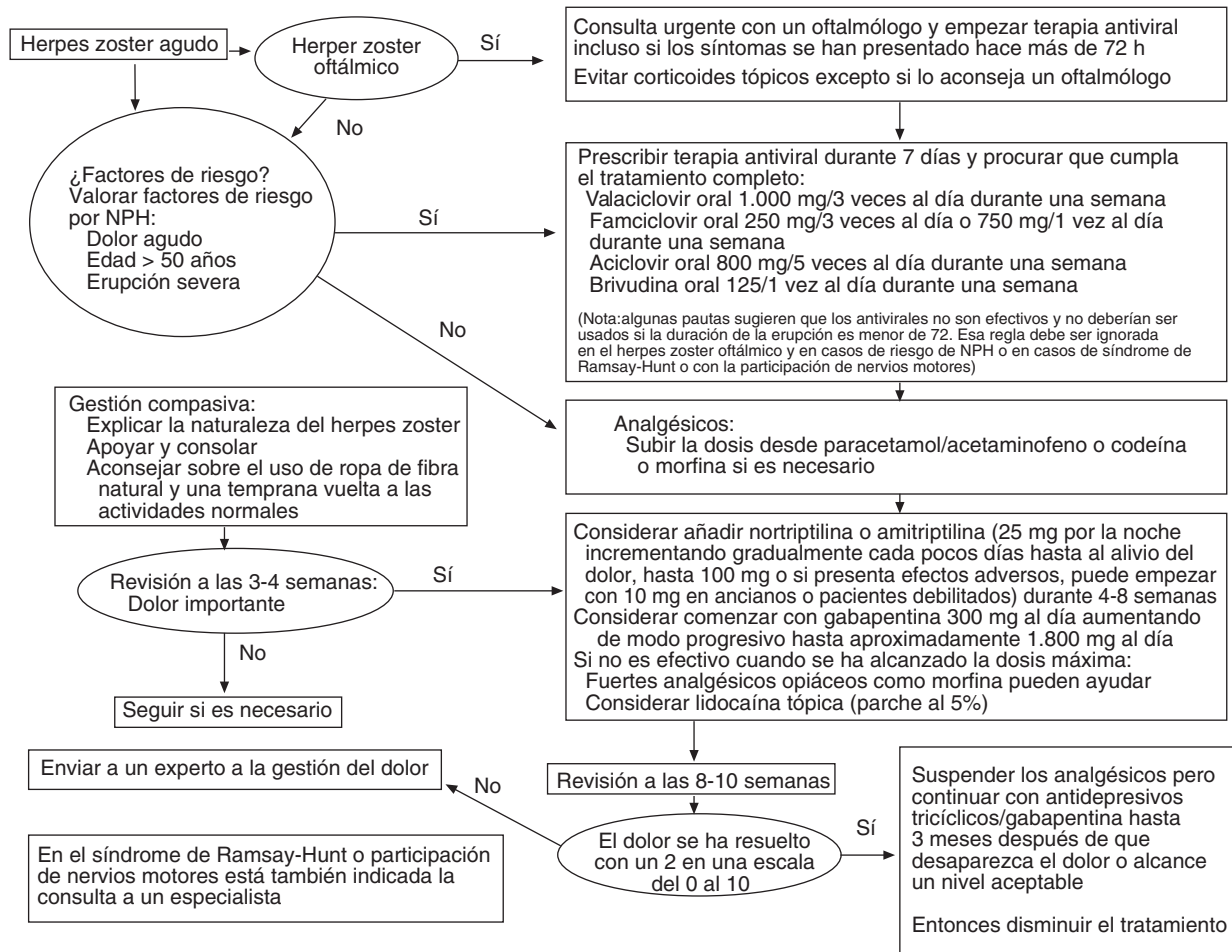 Herpes zoster agudo
Herper zoster
oftálmico
Sí
Consulta urgente con un oftalmólogo y empezar terapia antiviral
incluso si los síntomas se han presentado hace más de 72 h
Evitar corticoides tópicos excepto si lo aconseja un oftalmólogo
No
¿Factores de riesgo?
Valorar factores de riesgo
por NPH:
Dolor agudo
Edad > 50 años
Erupción severa
Sí
Prescribir terapia antiviral durante 7 días y procurar que cumpla
el tratamiento completo:
Valaciclovir oral 1.000 mg/3 veces al día durante una semana
Famciclovir oral 250 mg/3 veces al día o 750 mg/1 vez al día
durante una semana
Aciclovir oral 800 mg/5 veces al día durante una semana
Brivudina oral 125/1 vez al día durante una semana
(Nota:algunas pautas sugieren que los antivirales no son efectivos y no deberían ser
usados si la duración de la erupción es menor de 72. Esa regla debe ser ignorada
en el herpes zoster oftálmico y en casos de riesgo de NPH o en casos de síndrome de
Ramsay-Hunt o con la participación de nervios motores)
No
Gestión compasiva:
Explicar la naturaleza del herpes zoster
Apoyar y consolar
Aconsejar sobre el uso de ropa de fibra
natural y una temprana vuelta a las
actividades normales
Analgésicos:
Subir la dosis desde paracetamol/acetaminofeno o codeína
o morfina si es necesario
Revisión a las 3-4 semanas:
Dolor importante
Sí
Considerar añadir nortriptilina o amitriptilina (25 mg por la noche
incrementando gradualmente cada pocos días hasta al alivio del
dolor, hasta 100 mg o si presenta efectos adversos, puede empezar
con 10 mg en ancianos o pacientes debilitados) durante 4-8 semanas
Considerar comenzar con gabapentina 300 mg al día aumentando
de modo progresivo hasta aproximadamente 1.800 mg al día
Si no es efectivo cuando se ha alcanzado la dosis máxima:
Fuertes analgésicos opiáceos como morfina pueden ayudar
Considerar lidocaína tópica (parche al 5%)
No
Seguir si es necesario
Enviar a un experto a la gestión del dolor
No
Revisión a las 8-10 semanas
El dolor se ha resuelto
con un 2 en una escala
del 0 al 10
Sí
Suspender los analgésicos pero
continuar con antidepresivos
tricíclicos/gabapentina hasta
3 meses después de que
desaparezca el dolor o alcance
un nivel aceptable
Entonces disminuir el tratamiento
En el síndrome de Ramsay-Hunt o participación
de nervios motores está también indicada la
consulta a un especialista